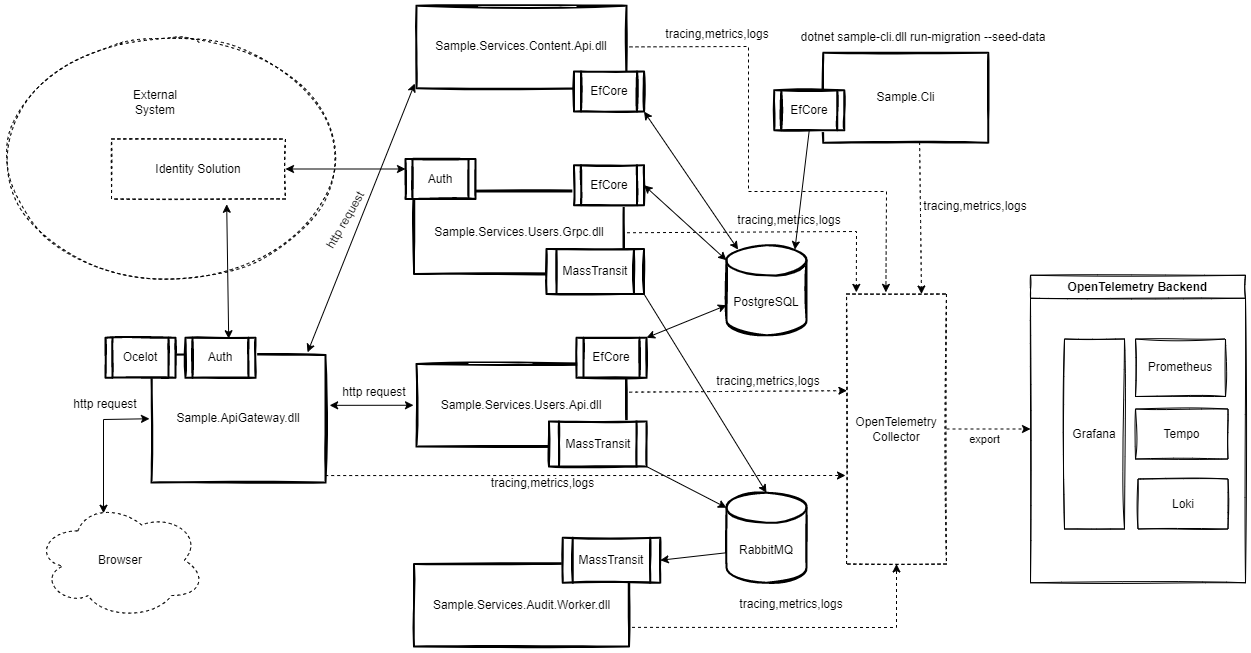 Sample.Services.Content.Api.dll
EfCore
tracing,metrics,logs
dotnet sample-cli.dll run-migration --seed-data
Sample.Cli
EfCore
External
System
Identity Solution
http request
Auth
EfCore
Sample.Services.Users.Grpc.dll
MassTransit
tracing,metrics,logs
tracing,metrics,logs
PostgreSQL
OpenTelemetry Backend
Grafana
Prometheus
Tempo
Loki
Ocelot
Auth
Sample.ApiGateway.dll
http request
http request
EfCore
Sample.Services.Users.Api.dll
MassTransit
tracing,metrics,logs
OpenTelemetry
Collector
export
tracing,metrics,logs
Browser
RabbitMQ
MassTransit
Sample.Services.Audit.Worker.dll
tracing,metrics,logs